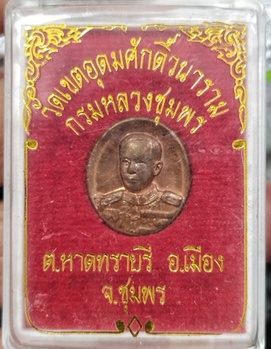 วัดเขตอุดมศักดิ์วนาราม
กรมหลวงชุมพร
ต.หาดทรายรี อ.เมือง
จ.ชุมพร